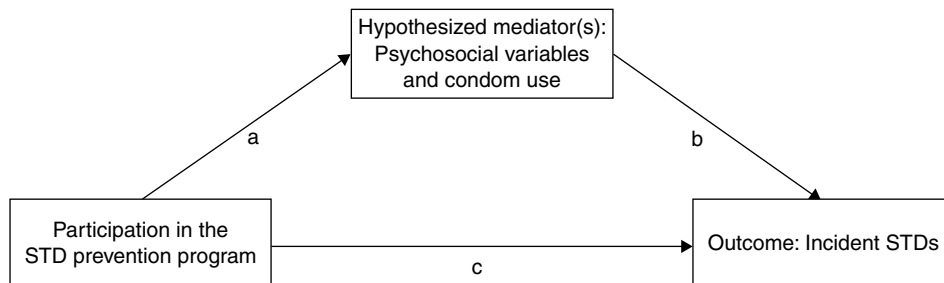 Hypothesized mediator(s):
Psychosocial variables
and condom use
a
b
Participation in the
STD prevention program
c
Outcome: Incident STDs